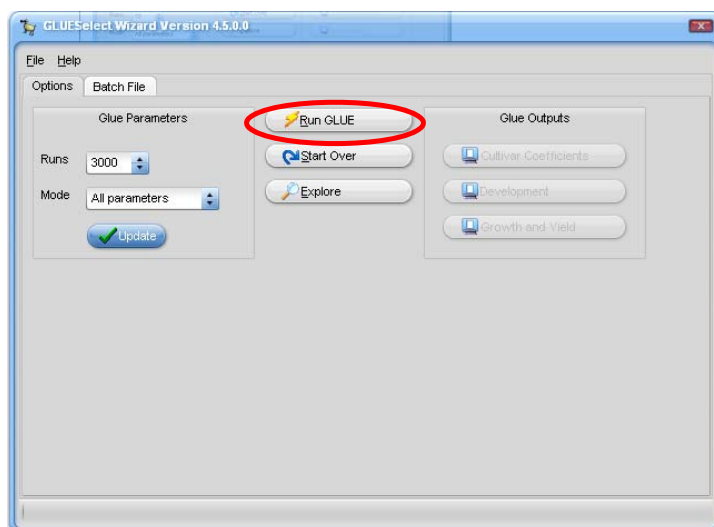 GLUESelect Wizard Version 4.5.0.0
File Help
Options Batch File
Glue Parameters
Runs 3000
Mode All parameters
Update
Run GLUE
Start Over
Explore
Glue Outputs
Cultivar Coefficients
Development
Growth and Yield